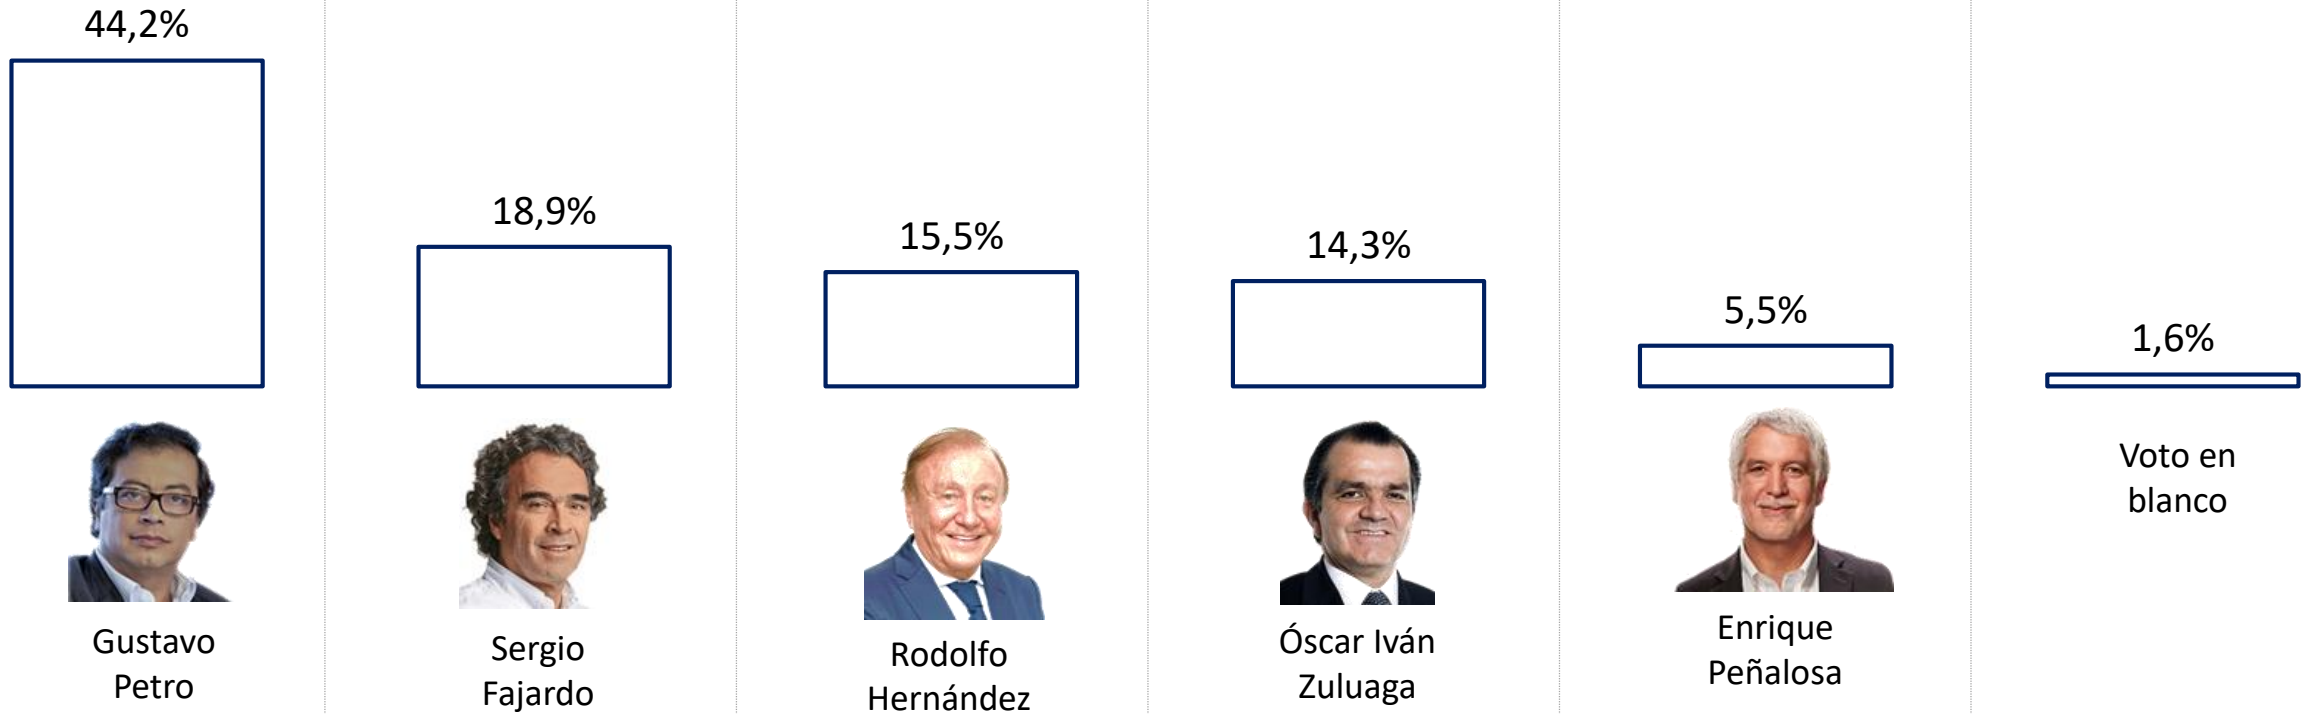 44,2%
18,9%
15,5%
14,3%
5,5%
1,6%
Gustavo
Petro
Sergio
Fajardo
Rodolfo
Hernández
Óscar Iván
Zuluaga
Enrique
Peñalosa
Voto en
blanco